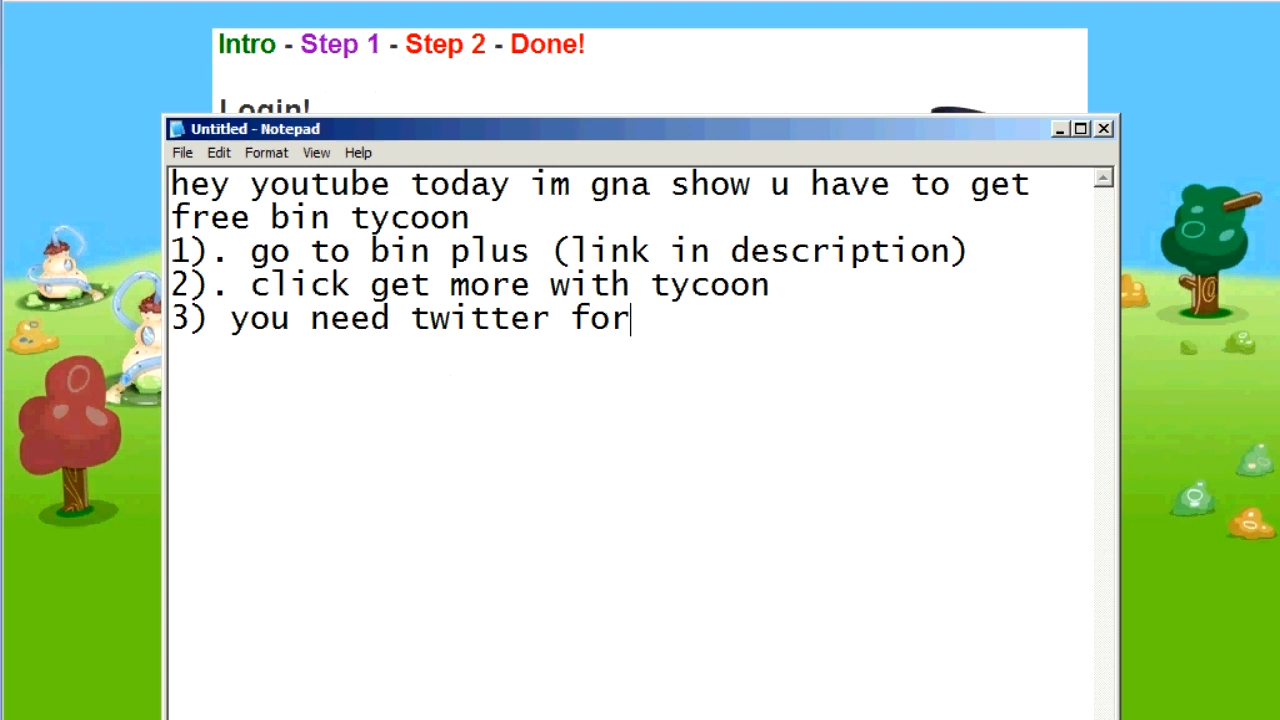 Intro - Step 1 - Step 2 - Done!
Login!
Untitled - Notepad
File Edit Format View Help
hey youtube today im gna show u have to get
free bin tycoon
1). go to bin plus (link in description)
2). click get more with tycoon
3) you need twitter for